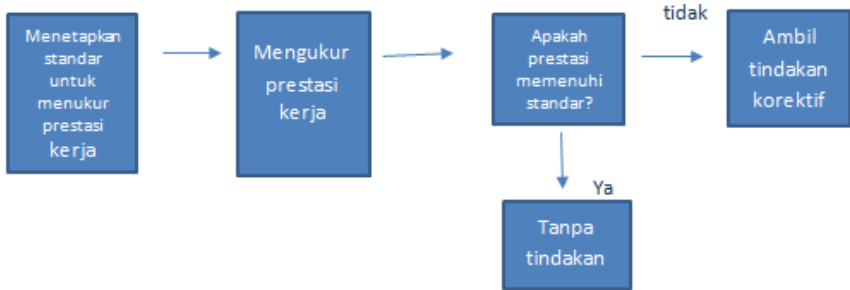 Menetapkan
standar
untuk
menukur
prestasi
kerja
Mengukur
prestasi
kerja
Apakah
prestasi
memenuhi
standar?
tidak
Ambil
tindakan
korektif
Ya
Tanpa
tindakan